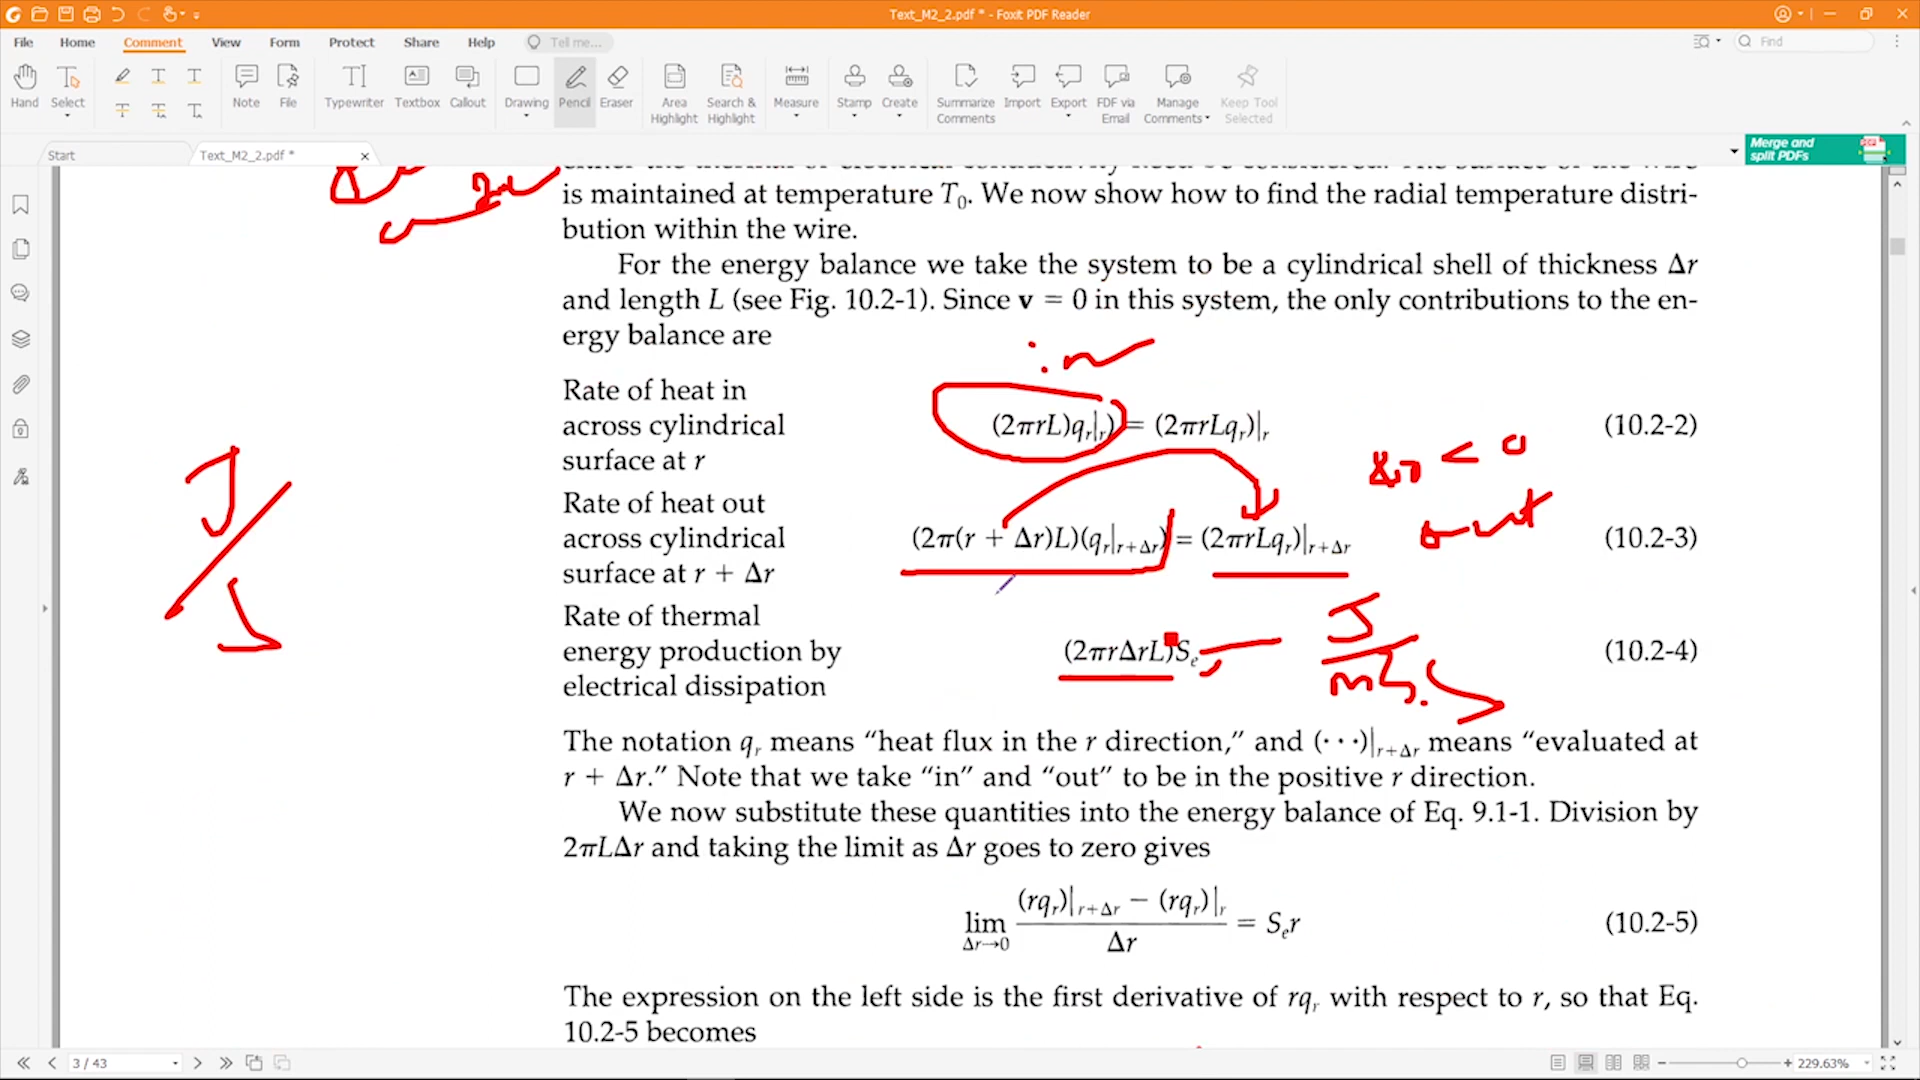 Text_M2_2.pdf * - Foxit PDF Reader
File Home Comment View Form Protect Share Help Tell me... Find
Hand Select Note File Typewriter Textbox Callout Drawing Pencil Eraser Area Highlight Search & Highlight Measure Stamp Create Summarize Comments Import Export FDF via Email Manage Comments Keep Tool Selected
Start Text_M2_2.pdf * Merge and split PDFs
is maintained at temperature T₀. We now show how to find the radial temperature distri-
bution within the wire.
For the energy balance we take the system to be a cylindrical shell of thickness Δr
and length L (see Fig. 10.2-1). Since v = 0 in this system, the only contributions to the en-
ergy balance are
in
Rate of heat in
across cylindrical
surface at r
(2πrL)qᵣ|ᵣ) = (2πrLqᵣ)|ᵣ (10.2-2)
< 0
Rate of heat out
across cylindrical
surface at r + Δr
(2π(r + Δr)L)(qᵣ|ᵣ₊Δᵣ) = (2πrLqᵣ)|ᵣ₊Δᵣ (10.2-3)
out
J/s
Rate of thermal
energy production by
electrical dissipation
(2πrΔrL)Sₑ (10.2-4)
J
m³.s
The notation qᵣ means “heat flux in the r direction,” and (· · ·)|ᵣ₊Δᵣ means “evaluated at
r + Δr.” Note that we take “in” and “out” to be in the positive r direction.
We now substitute these quantities into the energy balance of Eq. 9.1-1. Division by
2πLΔr and taking the limit as Δr goes to zero gives
lim Δr→0 ((rqᵣ)|ᵣ₊Δᵣ − (rqᵣ)|ᵣ) / Δr = Sₑr (10.2-5)
The expression on the left side is the first derivative of rqᵣ with respect to r, so that Eq.
10.2-5 becomes
3 / 43 229.63%